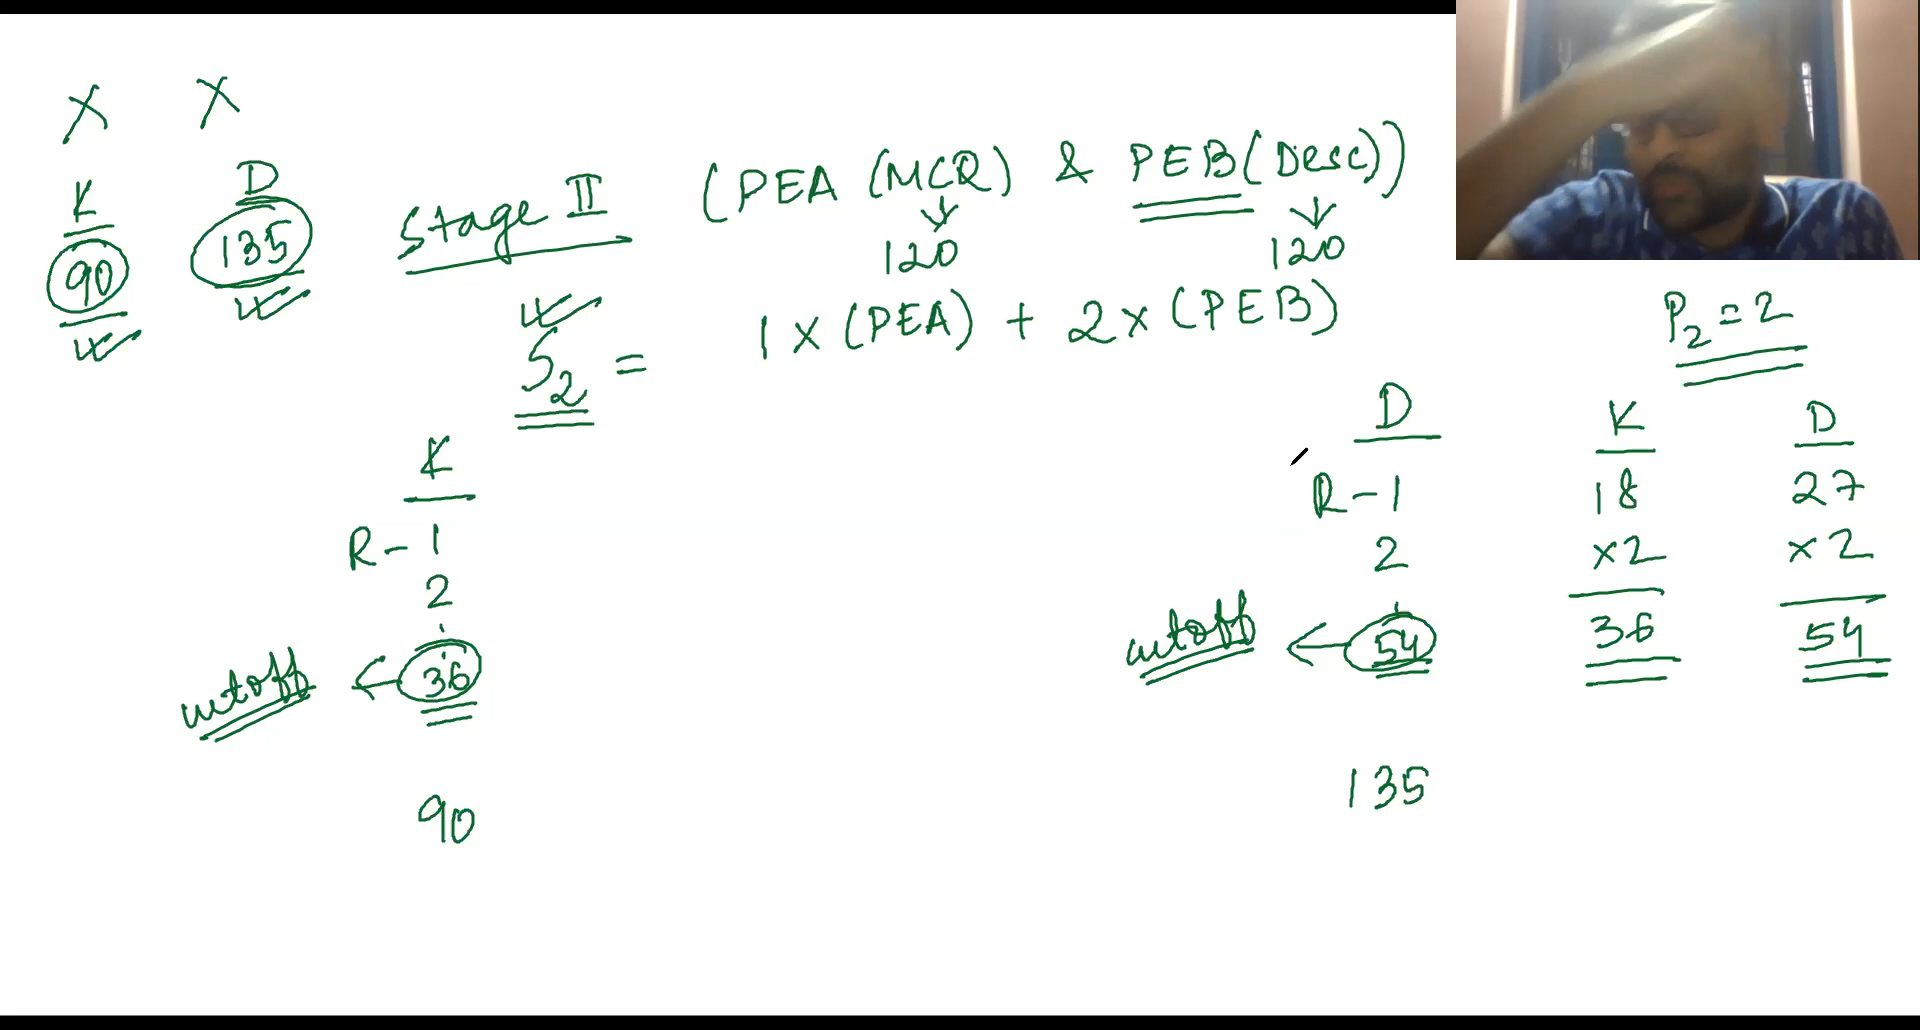 X X
K D
90 135
Stage II (PEA (MCQ) & PEB (Desc))
120 120
S2 = 1 x (PEA) + 2 x (PEB)
P2 = 2
K
R - 1
2
cutoff ← 36
90
D
R - 1
2
cutoff ← 54
135
K D
18 27
x2 x2
36 54